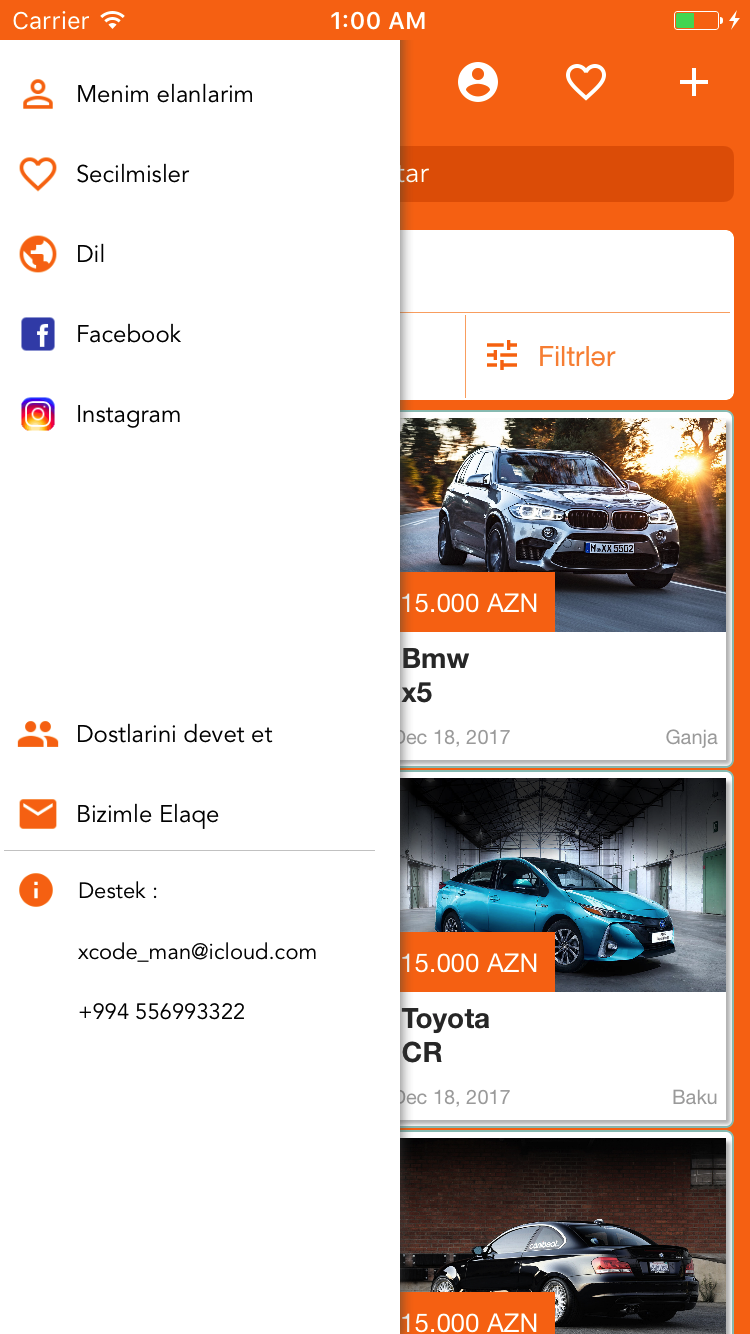 Carrier 1:00 AM
Menim elanlarim
Secilmisler
Dil
Facebook
Instagram
Dostlarini devet et
Bizimle Elaqe
Destek :
xcode_man@icloud.com
+994 556993322
tar
Filtrlər
M XX 5502
15.000 AZN
Bmw
x5
Dec 18, 2017 Ganja
15.000 AZN
Toyota
CR
Dec 18, 2017 Baku
15.000 AZN